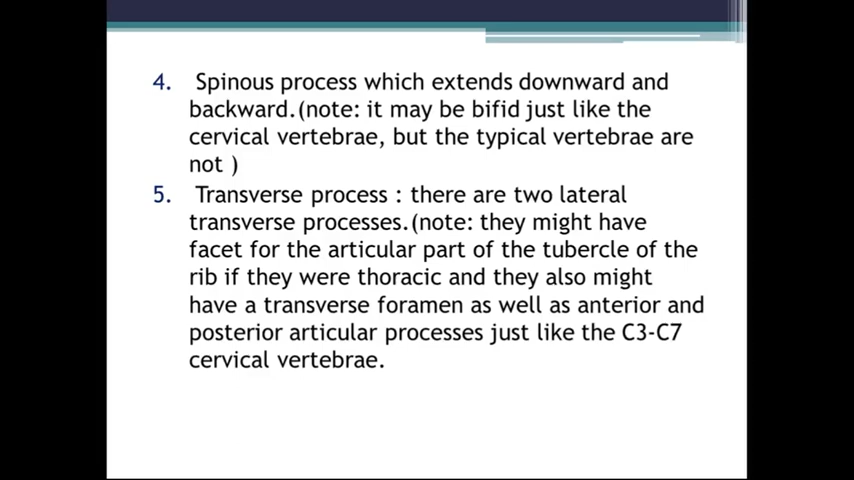 4. Spinous process which extends downward and
backward.(note: it may be bifid just like the
cervical vertebrae, but the typical vertebrae are
not )
5. Transverse process : there are two lateral
transverse processes.(note: they might have
facet for the articular part of the tubercle of the
rib if they were thoracic and they also might
have a transverse foramen as well as anterior and
posterior articular processes just like the C3-C7
cervical vertebrae.